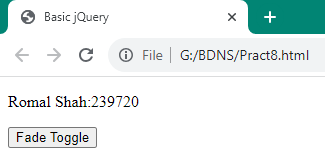 Basic jQuery
File G:/BDNS/Pract8.html
Romal Shah:239720
Fade Toggle